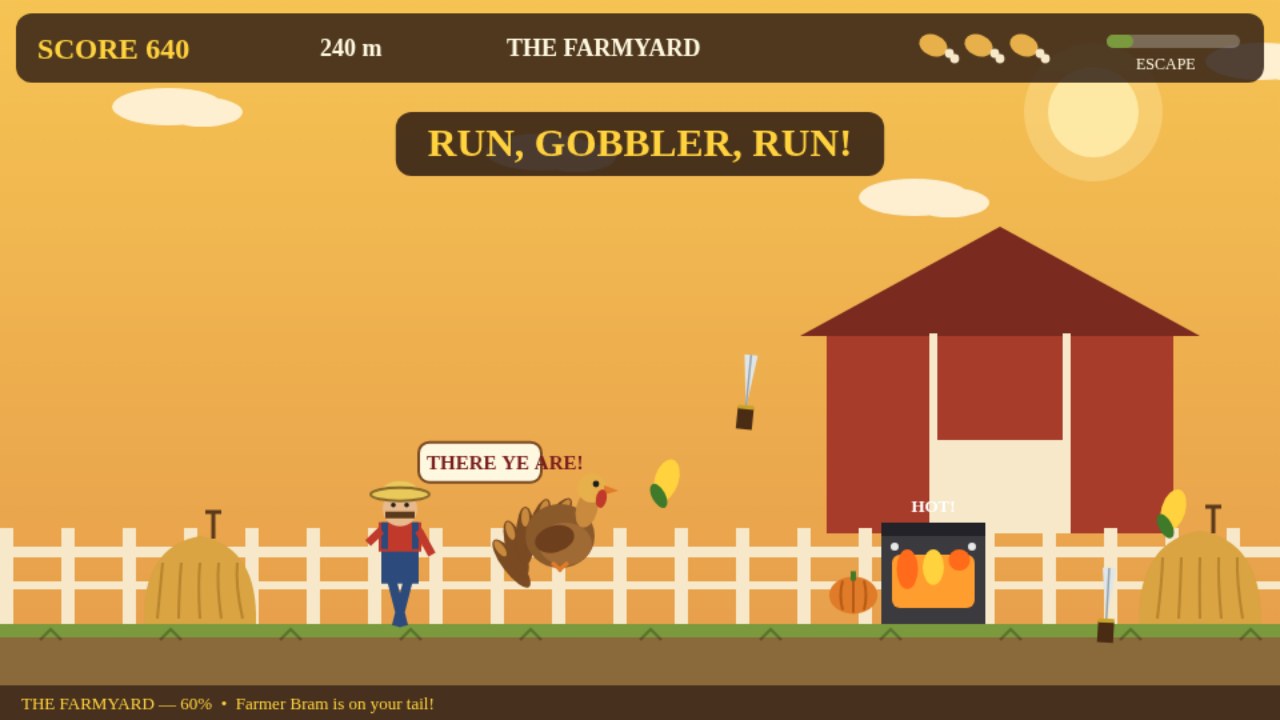 SCORE 640
240 m
THE FARMYARD
ESCAPE
RUN, GOBBLER, RUN!
THERE YE ARE!
HOT!
THE FARMYARD — 60% • Farmer Bram is on your tail!